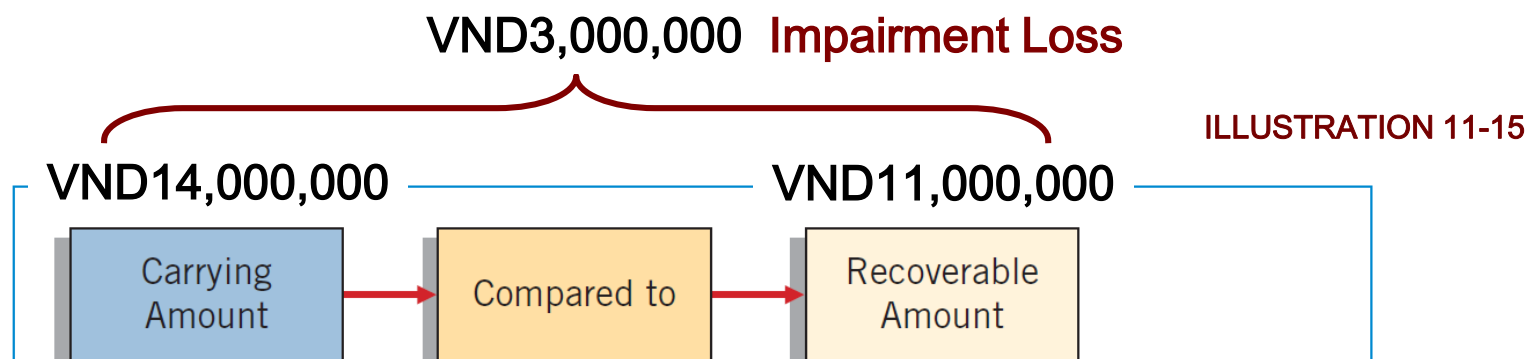 VND3,000,000 Impairment Loss
ILLUSTRATION 11-15
VND14,000,000 VND11,000,000
Carrying
Amount
Compared to
Recoverable
Amount